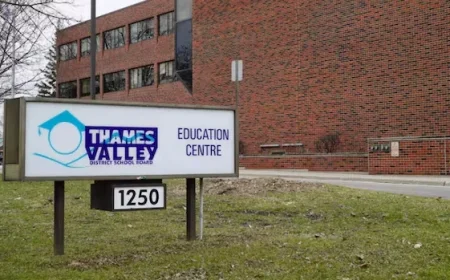 THAMES
VALLEY
DISTRICT SCHOOL BOARD
EDUCATION
CENTRE
1250